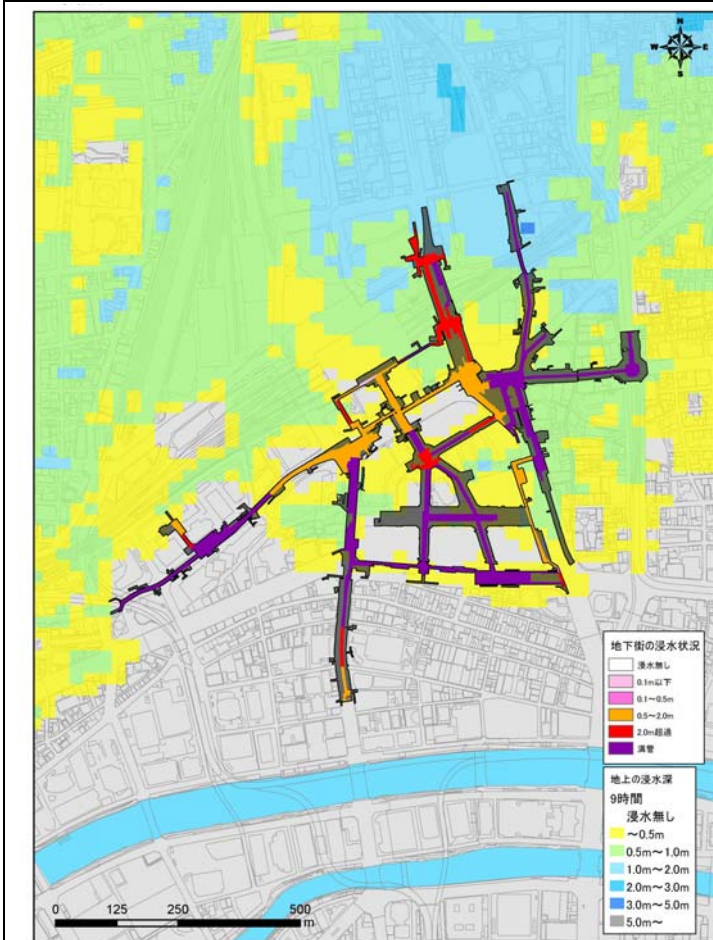 N
W E
S
地下街の浸水状況
浸水無し
0.1m以下
0.1～0.5m
0.5～2.0m
2.0m超過
満管
地上の浸水深
9時間
浸水無し
～0.5m
0.5m～1.0m
1.0m～2.0m
2.0m～3.0m
3.0m～5.0m
5.0m～
0 125 250 500
m